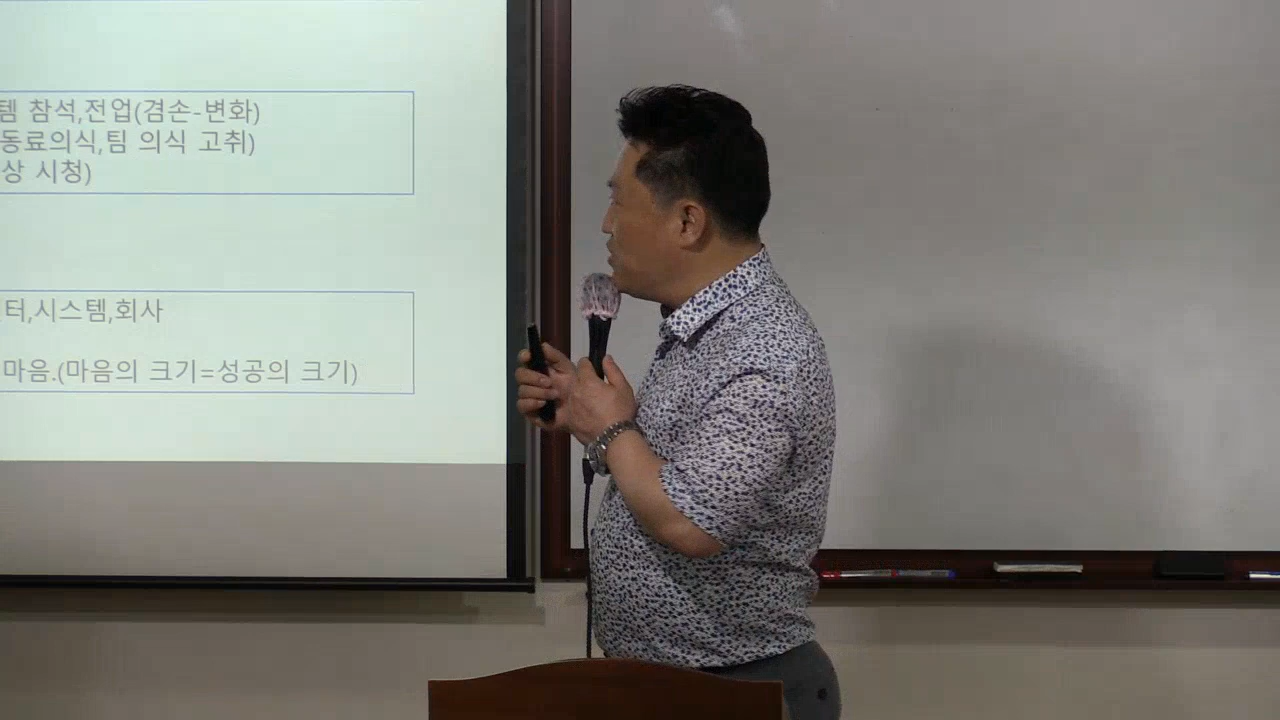 템 참석,전업(겸손-변화)
동료의식,팀 의식 고취)
상 시청)
터,시스템,회사
마음.(마음의 크기=성공의 크기)